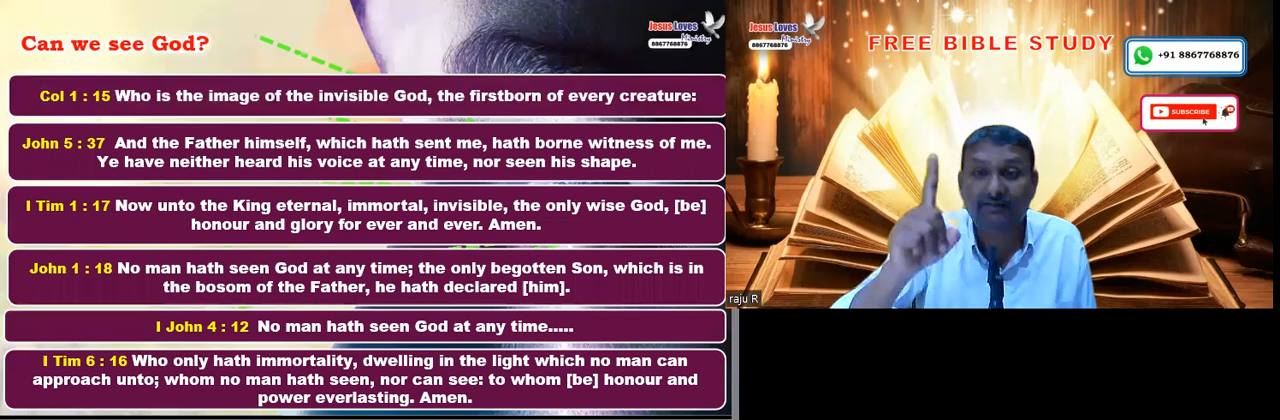 Can we see God?
Jesus Loves
Ministry
8867768876
Col 1 : 15 Who is the image of the invisible God, the firstborn of every creature:
John 5 : 37 And the Father himself, which hath sent me, hath borne witness of me.
Ye have neither heard his voice at any time, nor seen his shape.
I Tim 1 : 17 Now unto the King eternal, immortal, invisible, the only wise God, [be]
honour and glory for ever and ever. Amen.
John 1 : 18 No man hath seen God at any time; the only begotten Son, which is in
the bosom of the Father, he hath declared [him].
I John 4 : 12 No man hath seen God at any time.....
I Tim 6 : 16 Who only hath immortality, dwelling in the light which no man can
approach unto; whom no man hath seen, nor can see: to whom [be] honour and
power everlasting. Amen.
Jesus Loves
Ministry
8867768876
FREE BIBLE STUDY
+91 8867768876
SUBSCRIBE
raju R